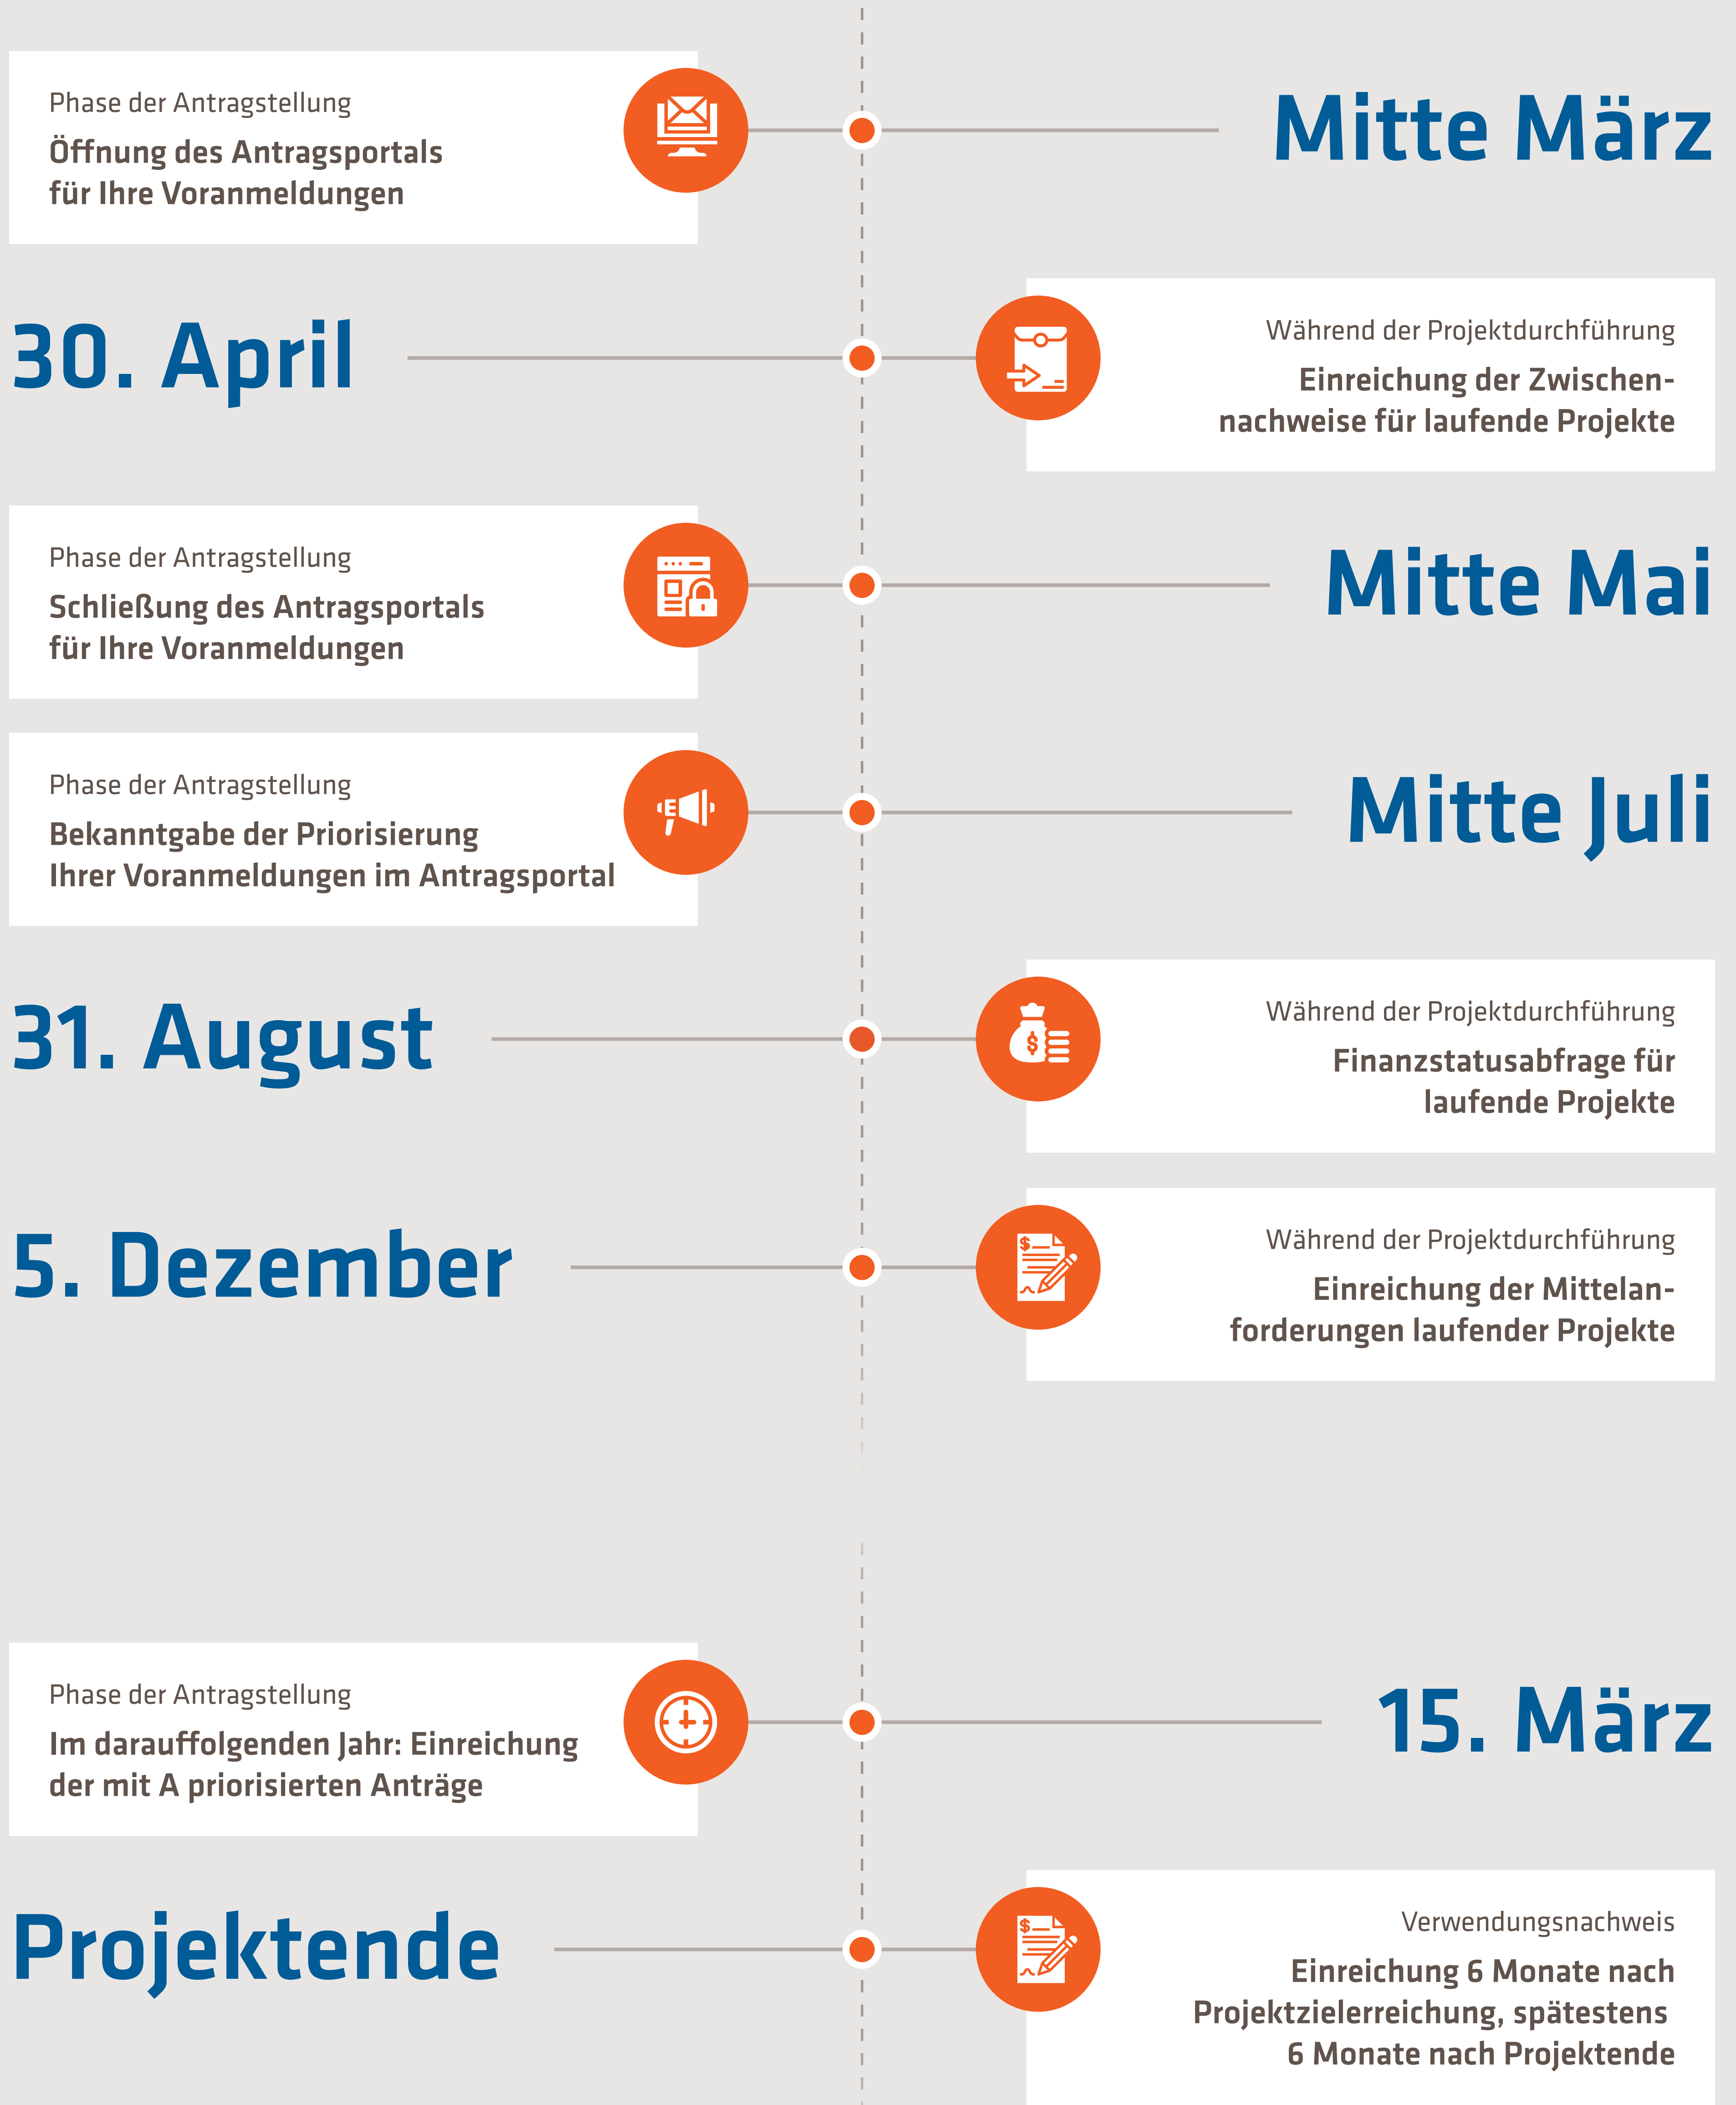 Phase der Antragstellung
Öffnung des Antragsportals
für Ihre Voranmeldungen
Mitte März
30. April
Während der Projektdurchführung
Einreichung der Zwischen-
nachweise für laufende Projekte
Phase der Antragstellung
Schließung des Antragsportals
für Ihre Voranmeldungen
Mitte Mai
Phase der Antragstellung
Bekanntgabe der Priorisierung
Ihrer Voranmeldungen im Antragsportal
Mitte Juli
31. August
Während der Projektdurchführung
Finanzstatusabfrage für
laufende Projekte
5. Dezember
Während der Projektdurchführung
Einreichung der Mittelan-
forderungen laufender Projekte
Phase der Antragstellung
Im darauffolgenden Jahr: Einreichung
der mit A priorisierten Anträge
15. März
Projektende
Verwendungsnachweis
Einreichung 6 Monate nach
Projektzielerreichung, spätestens
6 Monate nach Projektende